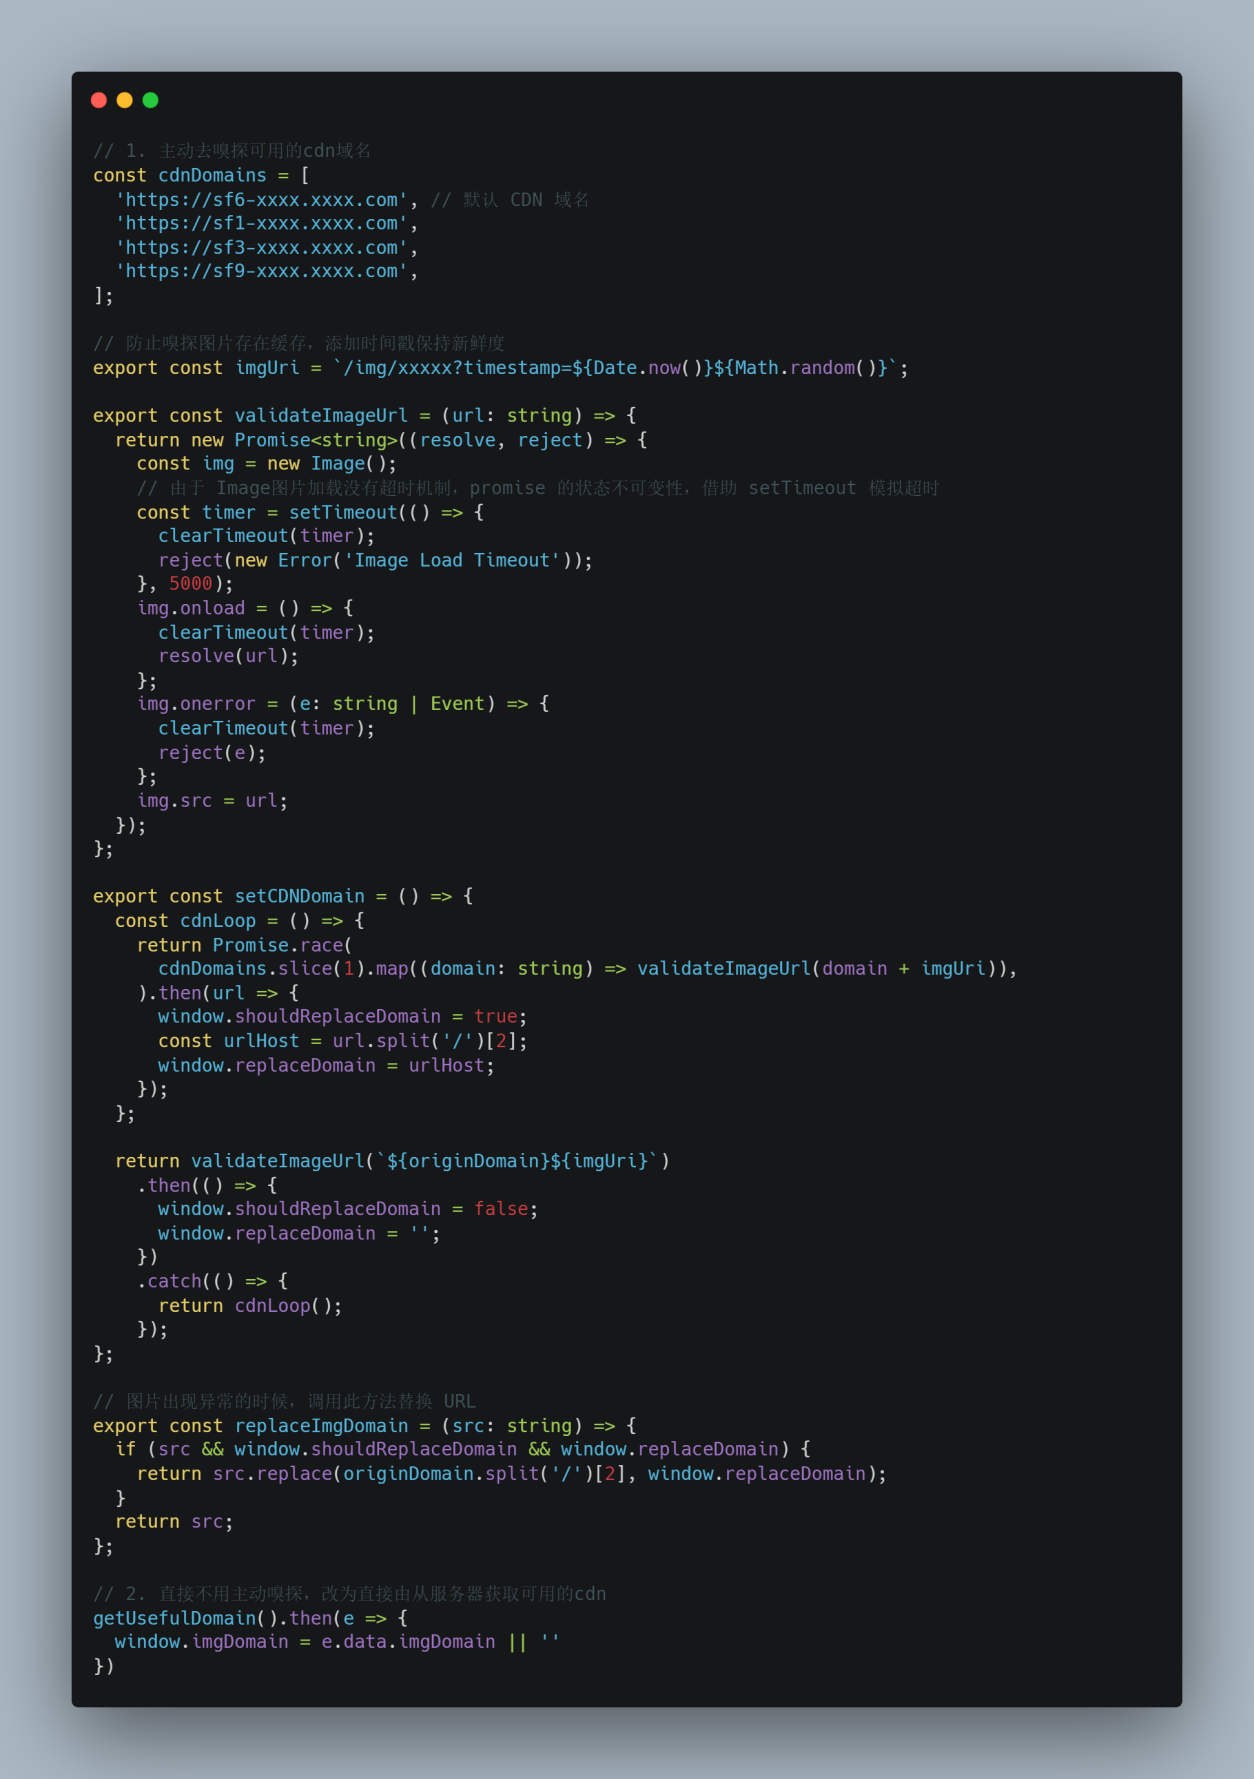 // 1. 主动去嗅探可用的cdn域名
const cdnDomains = [
  'https://sf6-xxxx.xxxx.com', // 默认 CDN 域名
  'https://sf1-xxxx.xxxx.com',
  'https://sf3-xxxx.xxxx.com',
  'https://sf9-xxxx.xxxx.com',
];

// 防止嗅探图片存在缓存，添加时间戳保持新鲜度
export const imgUri = `/img/xxxxx?timestamp=${Date.now()}${Math.random()}`;

export const validateImageUrl = (url: string) => {
  return new Promise<string>((resolve, reject) => {
    const img = new Image();
    // 由于 Image图片加载没有超时机制，promise 的状态不可变性，借助 setTimeout 模拟超时
    const timer = setTimeout(() => {
      clearTimeout(timer);
      reject(new Error('Image Load Timeout'));
    }, 5000);
    img.onload = () => {
      clearTimeout(timer);
      resolve(url);
    };
    img.onerror = (e: string | Event) => {
      clearTimeout(timer);
      reject(e);
    };
    img.src = url;
  });
};

export const setCDNDomain = () => {
  const cdnLoop = () => {
    return Promise.race(
      cdnDomains.slice(1).map((domain: string) => validateImageUrl(domain + imgUri)),
    ).then(url => {
      window.shouldReplaceDomain = true;
      const urlHost = url.split('/')[2];
      window.replaceDomain = urlHost;
    });
  };

  return validateImageUrl(`${originDomain}${imgUri}`)
    .then(() => {
      window.shouldReplaceDomain = false;
      window.replaceDomain = '';
    })
    .catch(() => {
      return cdnLoop();
    });
};

// 图片出现异常的时候，调用此方法替换 URL
export const replaceImgDomain = (src: string) => {
  if (src && window.shouldReplaceDomain && window.replaceDomain) {
    return src.replace(originDomain.split('/')[2], window.replaceDomain);
  }
  return src;
};

// 2. 直接不用主动嗅探，改为直接由从服务器获取可用的cdn
getUsefulDomain().then(e => {
  window.imgDomain = e.data.imgDomain || ''
})